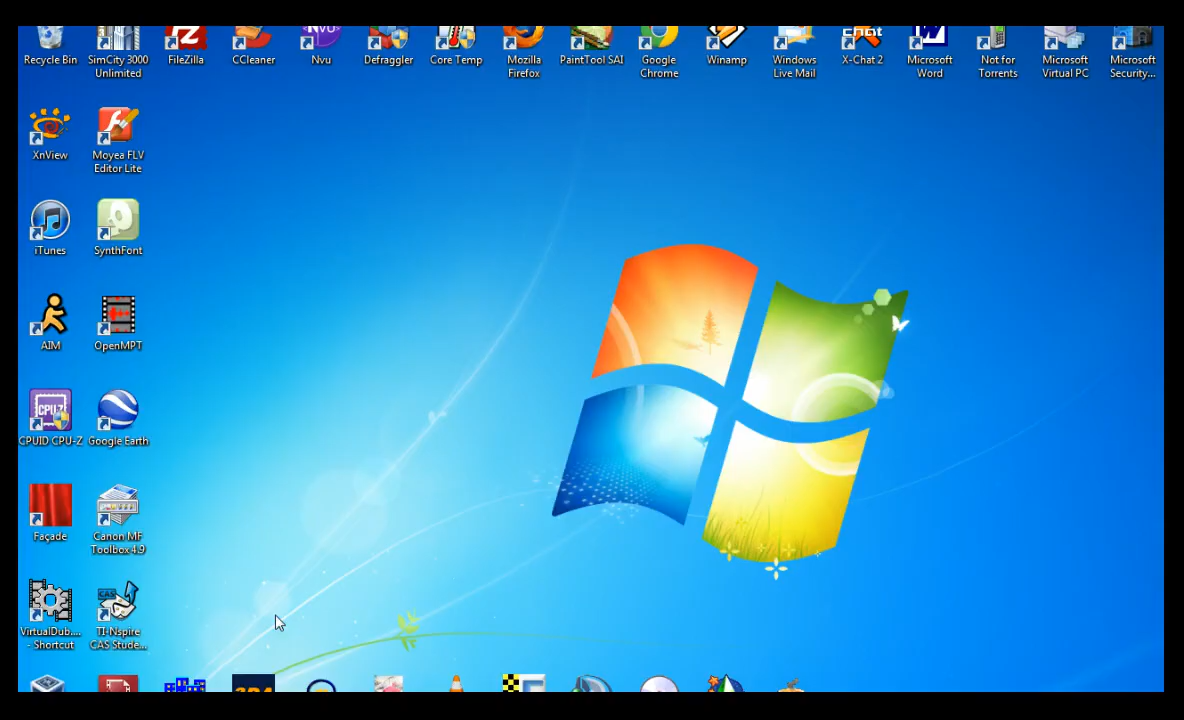 Recycle Bin
SimCity 3000
Unlimited
FileZilla
CCleaner
Nvu
Defraggler
Core Temp
Mozilla
Firefox
PaintTool SAI
Google
Chrome
Winamp
Windows
Live Mail
X-Chat 2
Microsoft
Word
Not for
Torrents
Microsoft
Virtual PC
Microsoft
Security...
XnView
Moyea FLV
Editor Lite
iTunes
SynthFont
AIM
OpenMPT
CPUID CPU-Z
Google Earth
Façade
Canon MF
Toolbox 4.9
VirtualDub....
- Shortcut
TI-Nspire
CAS Stude...